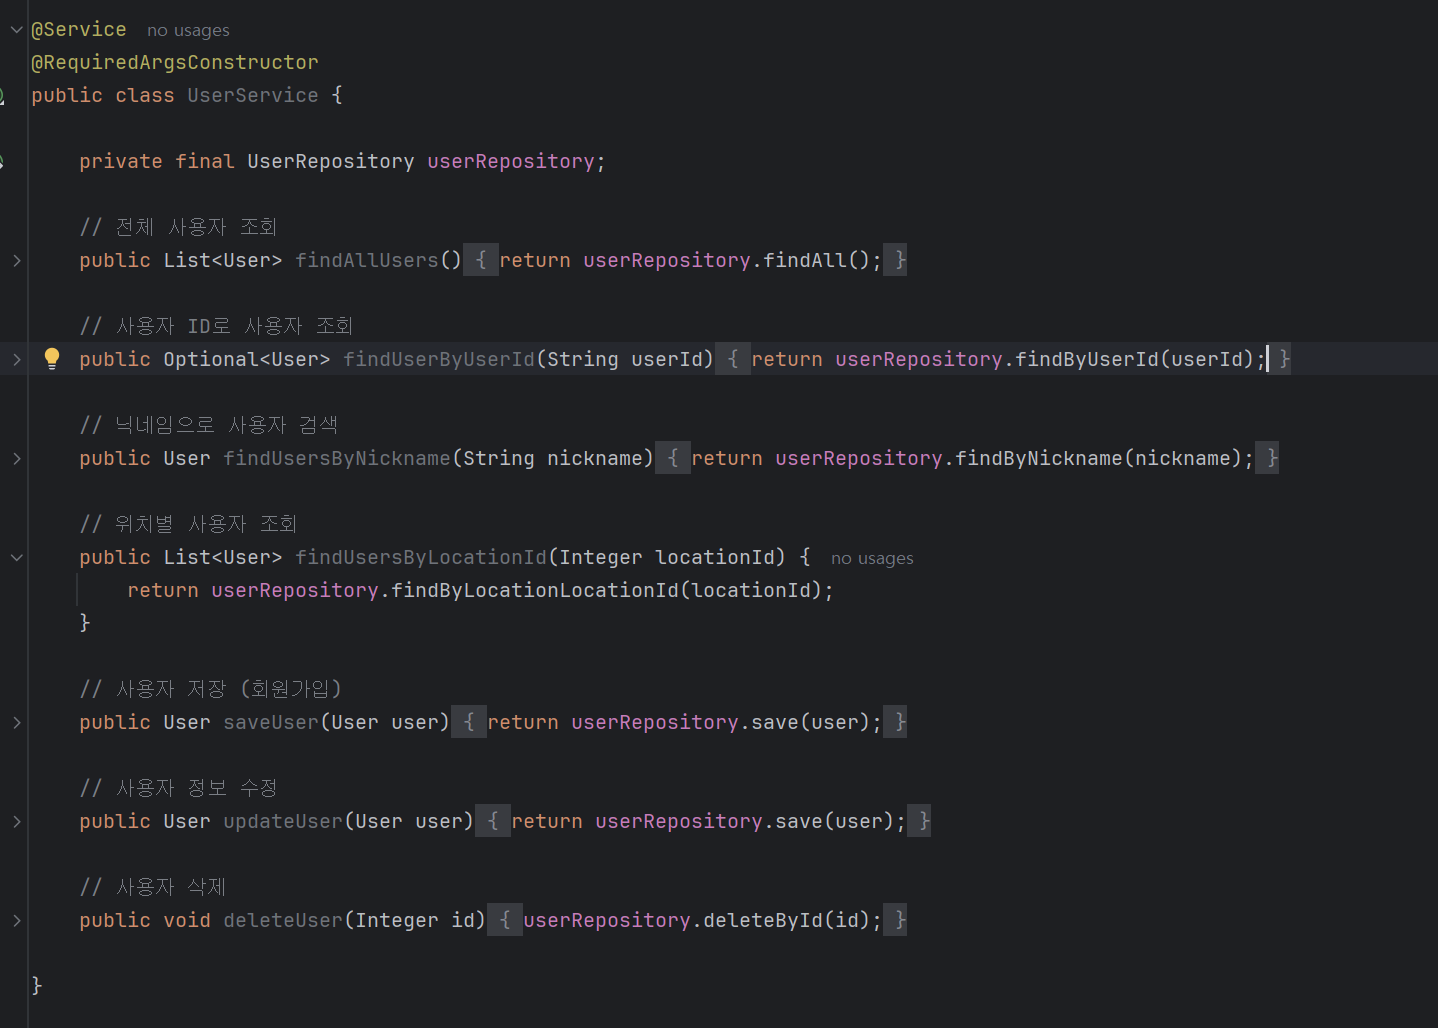 @Service no usages
@RequiredArgsConstructor
public class UserService {
private final UserRepository userRepository;
// 전체 사용자 조회
public List<User> findAllUsers() { return userRepository.findAll(); }
// 사용자 ID로 사용자 조회
public Optional<User> findUserByUserId(String userId) { return userRepository.findByUserId(userId); }
// 닉네임으로 사용자 검색
public User findUsersByNickname(String nickname) { return userRepository.findByNickname(nickname); }
// 위치별 사용자 조회
public List<User> findUsersByLocationId(Integer locationId) { no usages
return userRepository.findByLocationLocationId(locationId);
}
// 사용자 저장 (회원가입)
public User saveUser(User user) { return userRepository.save(user); }
// 사용자 정보 수정
public User updateUser(User user) { return userRepository.save(user); }
// 사용자 삭제
public void deleteUser(Integer id) { userRepository.deleteById(id); }
}